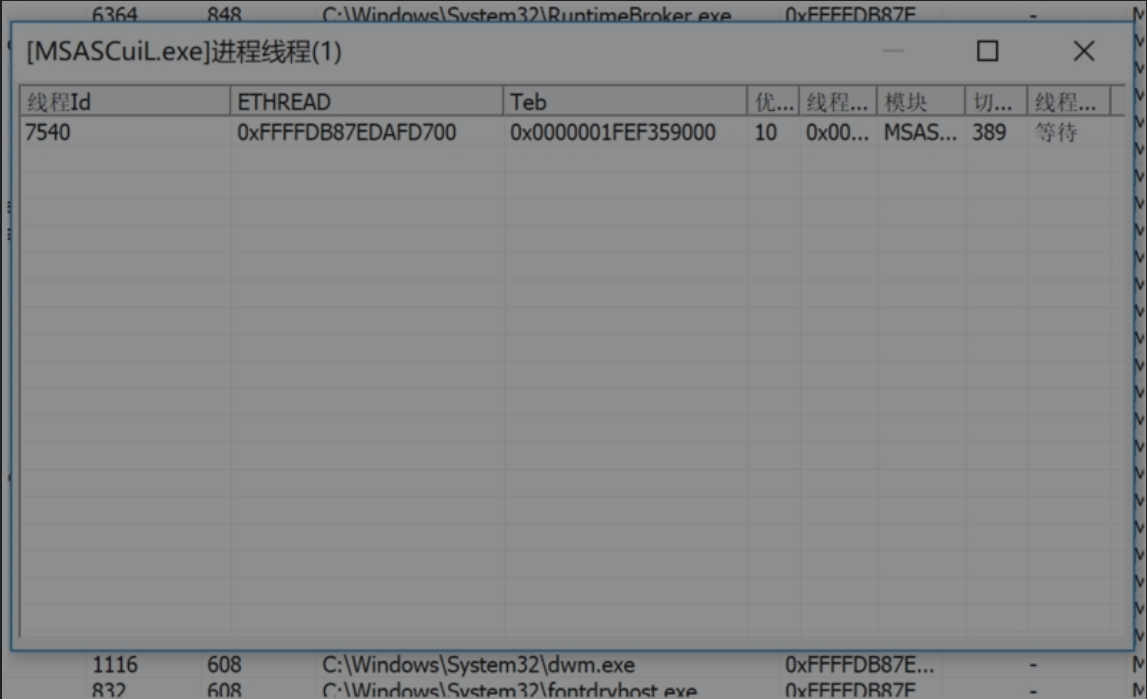 6364 848 C:\Windows\System32\RuntimeBroker.exe 0xFFFFDB87E... -
[MSASCuiL.exe]进程线程(1)
线程Id ETHREAD Teb 优... 线程... 模块 切... 线程...
7540 0xFFFFDB87EDAFD700 0x0000001FEF359000 10 0x00... MSAS... 389 等待
1116 608 C:\Windows\System32\dwm.exe 0xFFFFDB87E... -
832 608 C:\Windows\System32\fontdrvhost.exe 0xFFFFDB87E... -